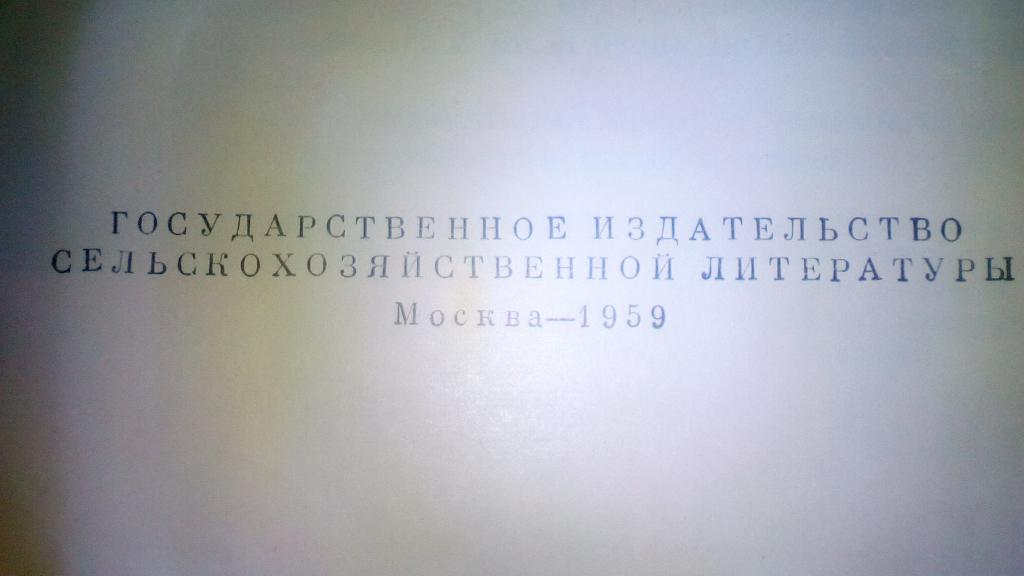 ГОСУДАРСТВЕННОЕ ИЗДАТЕЛЬСТВО
СЕЛЬСКОХОЗЯЙСТВЕННОЙ ЛИТЕРАТУРЫ
Москва—1959